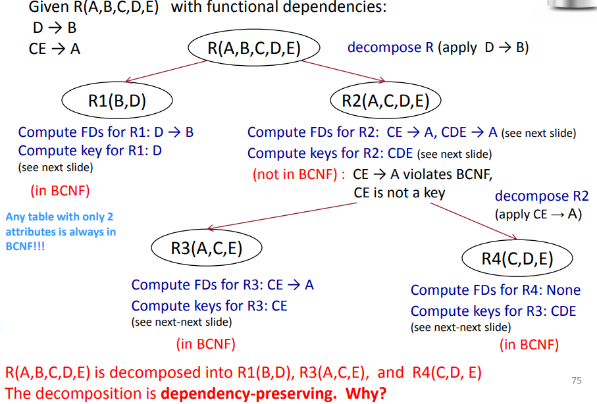 Given R(A,B,C,D,E) with functional dependencies:
D → B
CE → A
R(A,B,C,D,E)
decompose R (apply D → B)
R1(B,D)
R2(A,C,D,E)
Compute FDs for R1: D → B
Compute key for R1: D
(see next slide)
(in BCNF)
Compute FDs for R2: CE → A, CDE → A (see next slide)
Compute keys for R2: CDE (see next slide)
(not in BCNF) : CE → A violates BCNF,
CE is not a key
Any table with only 2
attributes is always in
BCNF!!!
decompose R2
(apply CE → A)
R3(A,C,E)
R4(C,D,E)
Compute FDs for R3: CE → A
Compute keys for R3: CE
(see next-next slide)
(in BCNF)
Compute FDs for R4: None
Compute keys for R3: CDE
(see next-next slide)
(in BCNF)
R(A,B,C,D,E) is decomposed into R1(B,D), R3(A,C,E), and R4(C,D, E)
The decomposition is dependency-preserving. Why?
75